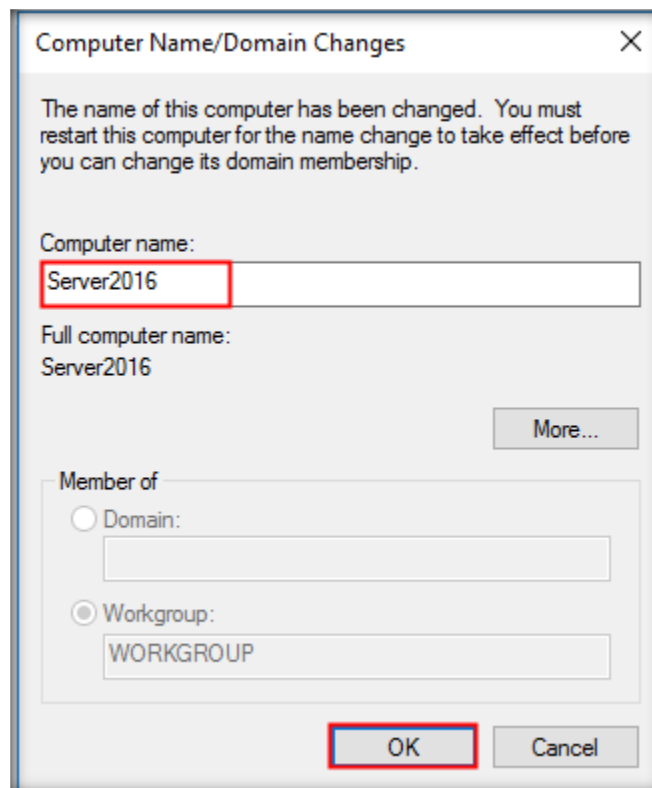 Computer Name/Domain Changes
The name of this computer has been changed.  You must
restart this computer for the name change to take effect before
you can change its domain membership.
Computer name:
Server2016
Full computer name:
Server2016
More...
Member of
Domain:
Workgroup:
WORKGROUP
OK
Cancel